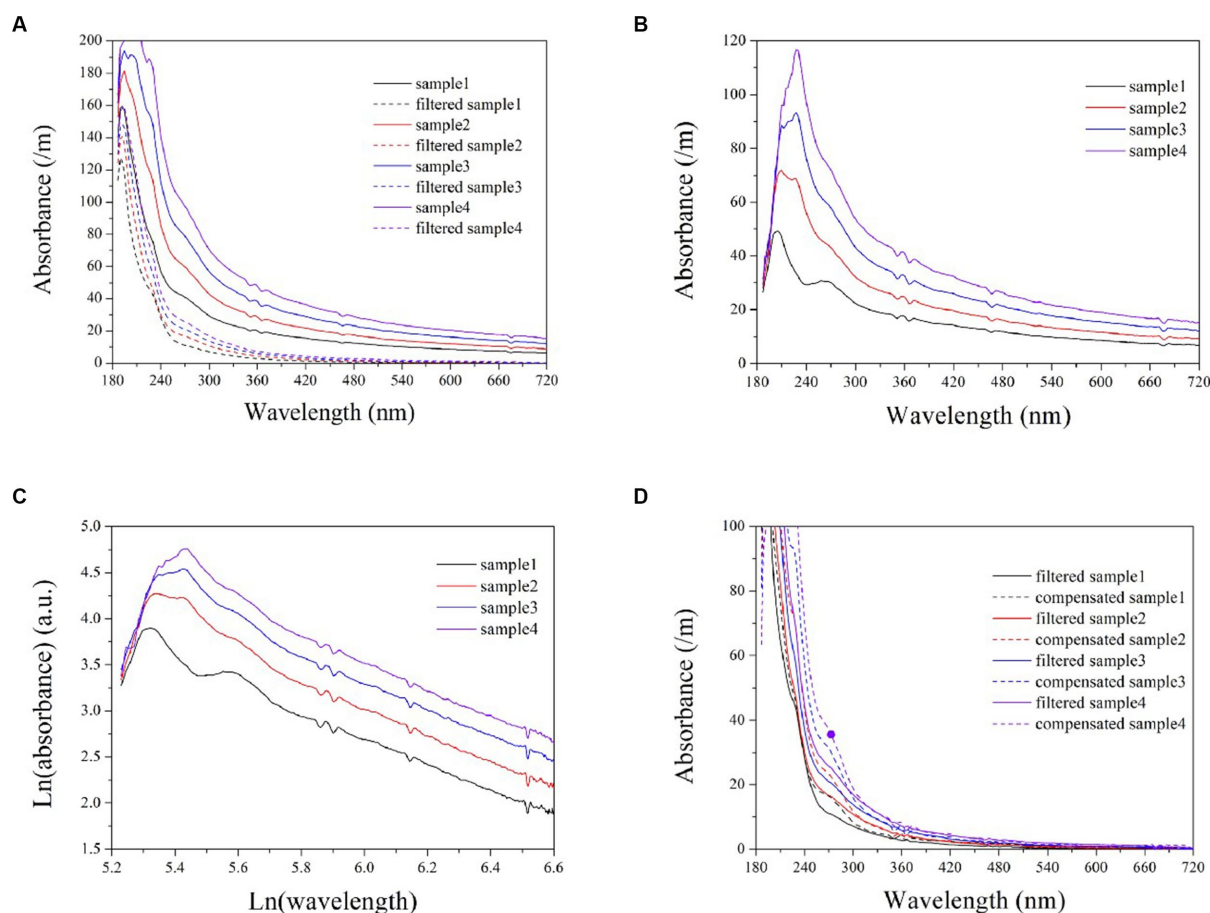 A
Absorbance (/m)
200
180
160
140
120
100
80
60
40
20
0
sample1
filtered sample1
sample2
filtered sample2
sample3
filtered sample3
sample4
filtered sample4
180 240 300 360 420 480 540 600 660 720
Wavelength (nm)
B
Absorbance (/m)
120
100
80
60
40
20
0
sample1
sample2
sample3
sample4
180 240 300 360 420 480 540 600 660 720
Wavelength (nm)
C
Ln(absorbance) (a.u.)
5.0
4.5
4.0
3.5
3.0
2.5
2.0
1.5
sample1
sample2
sample3
sample4
5.2 5.4 5.6 5.8 6.0 6.2 6.4 6.6
Ln(wavelength)
D
Absorbance (/m)
100
80
60
40
20
0
filtered sample1
compensated sample1
filtered sample2
compensated sample2
filtered sample3
compensated sample3
filtered sample4
compensated sample4
180 240 300 360 420 480 540 600 660 720
Wavelength (nm)